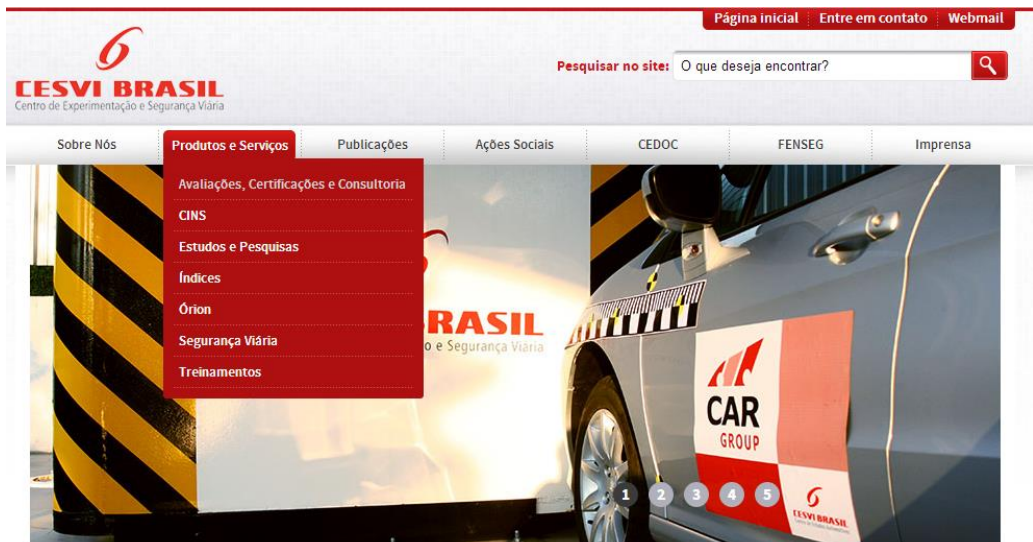 Página inicial
Entre em contato
Webmail
CESVI BRASIL
Centro de Experimentação e Segurança Viária
Pesquisar no site:
O que deseja encontrar?
Sobre Nós
Produtos e Serviços
Publicações
Ações Sociais
CEDOC
FENSEG
Imprensa
Avaliações, Certificações e Consultoria
CINS
Estudos e Pesquisas
Índices
Órion
Segurança Viária
Treinamentos
RASIL
o e Segurança Viária
CAR
GROUP
1 2 3 4 5
CESVI BRASIL